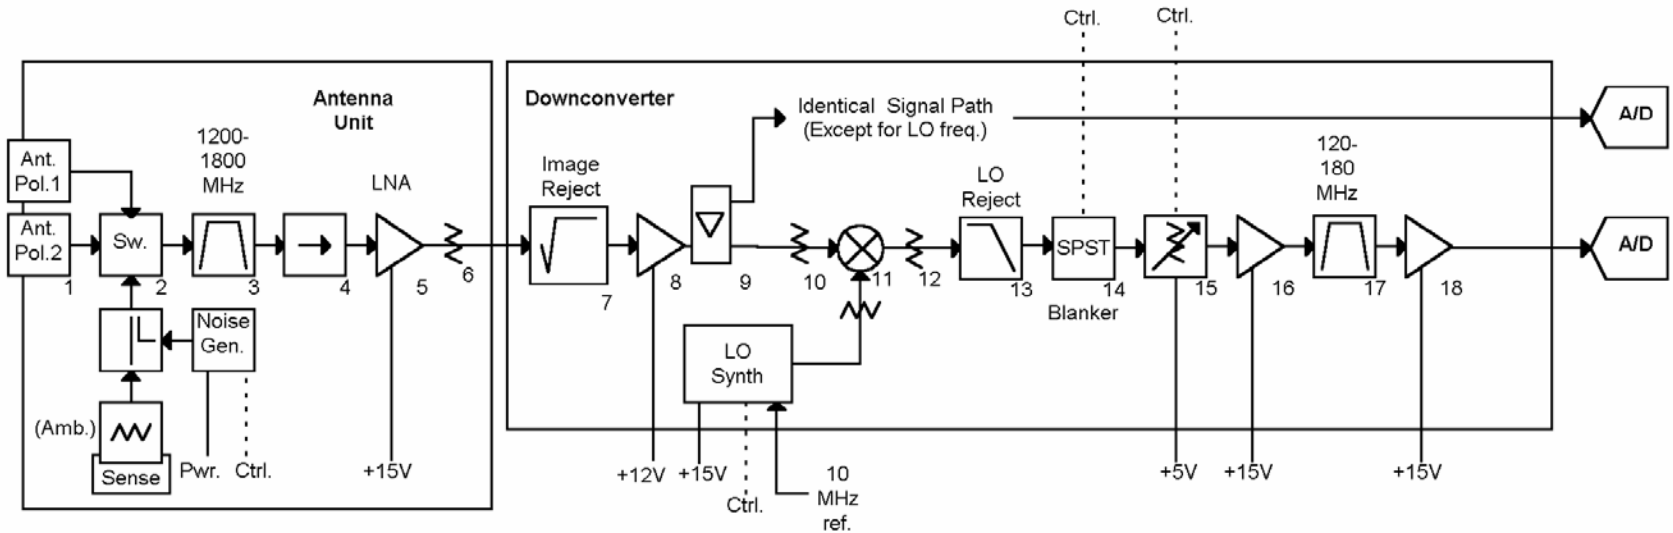 Ctrl.
Ctrl.
Antenna
Unit
Downconverter
Identical Signal Path
(Except for LO freq.)
A/D
1200-
1800
MHz
120-
180
MHz
Ant.
Pol.1
LNA
Image
Reject
LO
Reject
Ant.
Pol.2
Sw.
SPST
A/D
1
2
3
4
5
6
7
8
9
10
11
12
13
14
15
16
17
18
Blanker
Noise
Gen.
LO
Synth
(Amb.)
Sense
Pwr.
Ctrl.
+15V
+12V
+15V
Ctrl.
10
MHz
ref.
+5V
+15V
+15V